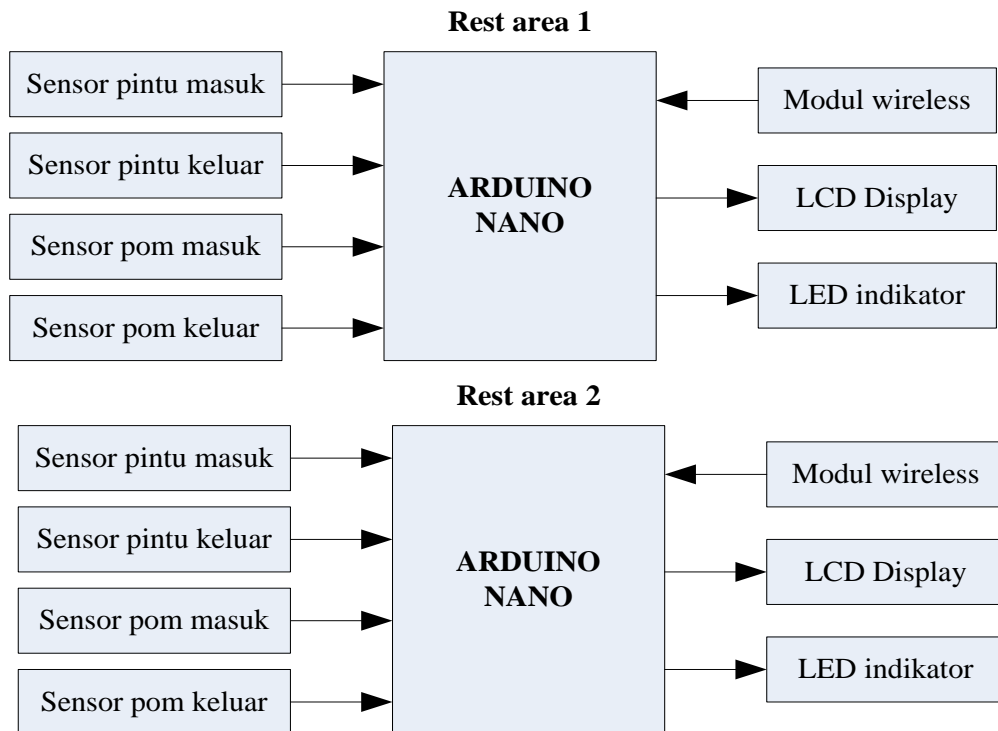 Rest area 1
Sensor pintu masuk
Sensor pintu keluar
Sensor pom masuk
Sensor pom keluar
ARDUINO
NANO
Modul wireless
LCD Display
LED indikator
Rest area 2
Sensor pintu masuk
Sensor pintu keluar
Sensor pom masuk
Sensor pom keluar
ARDUINO
NANO
Modul wireless
LCD Display
LED indikator